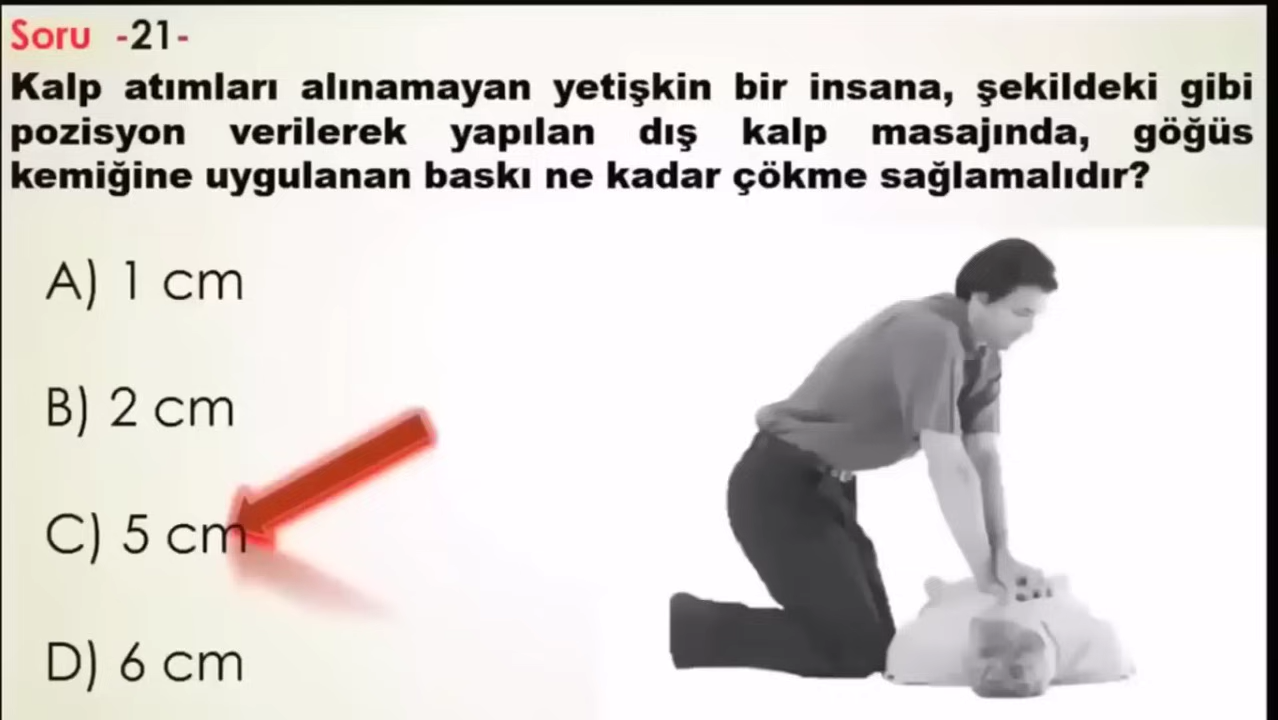 Soru -21-
Kalp atımları alınamayan yetişkin bir insana, şekildeki gibi
pozisyon verilerek yapılan dış kalp masajında, göğüs
kemiğine uygulanan baskı ne kadar çökme sağlamalıdır?
A) 1 cm
B) 2 cm
C) 5 cm
D) 6 cm